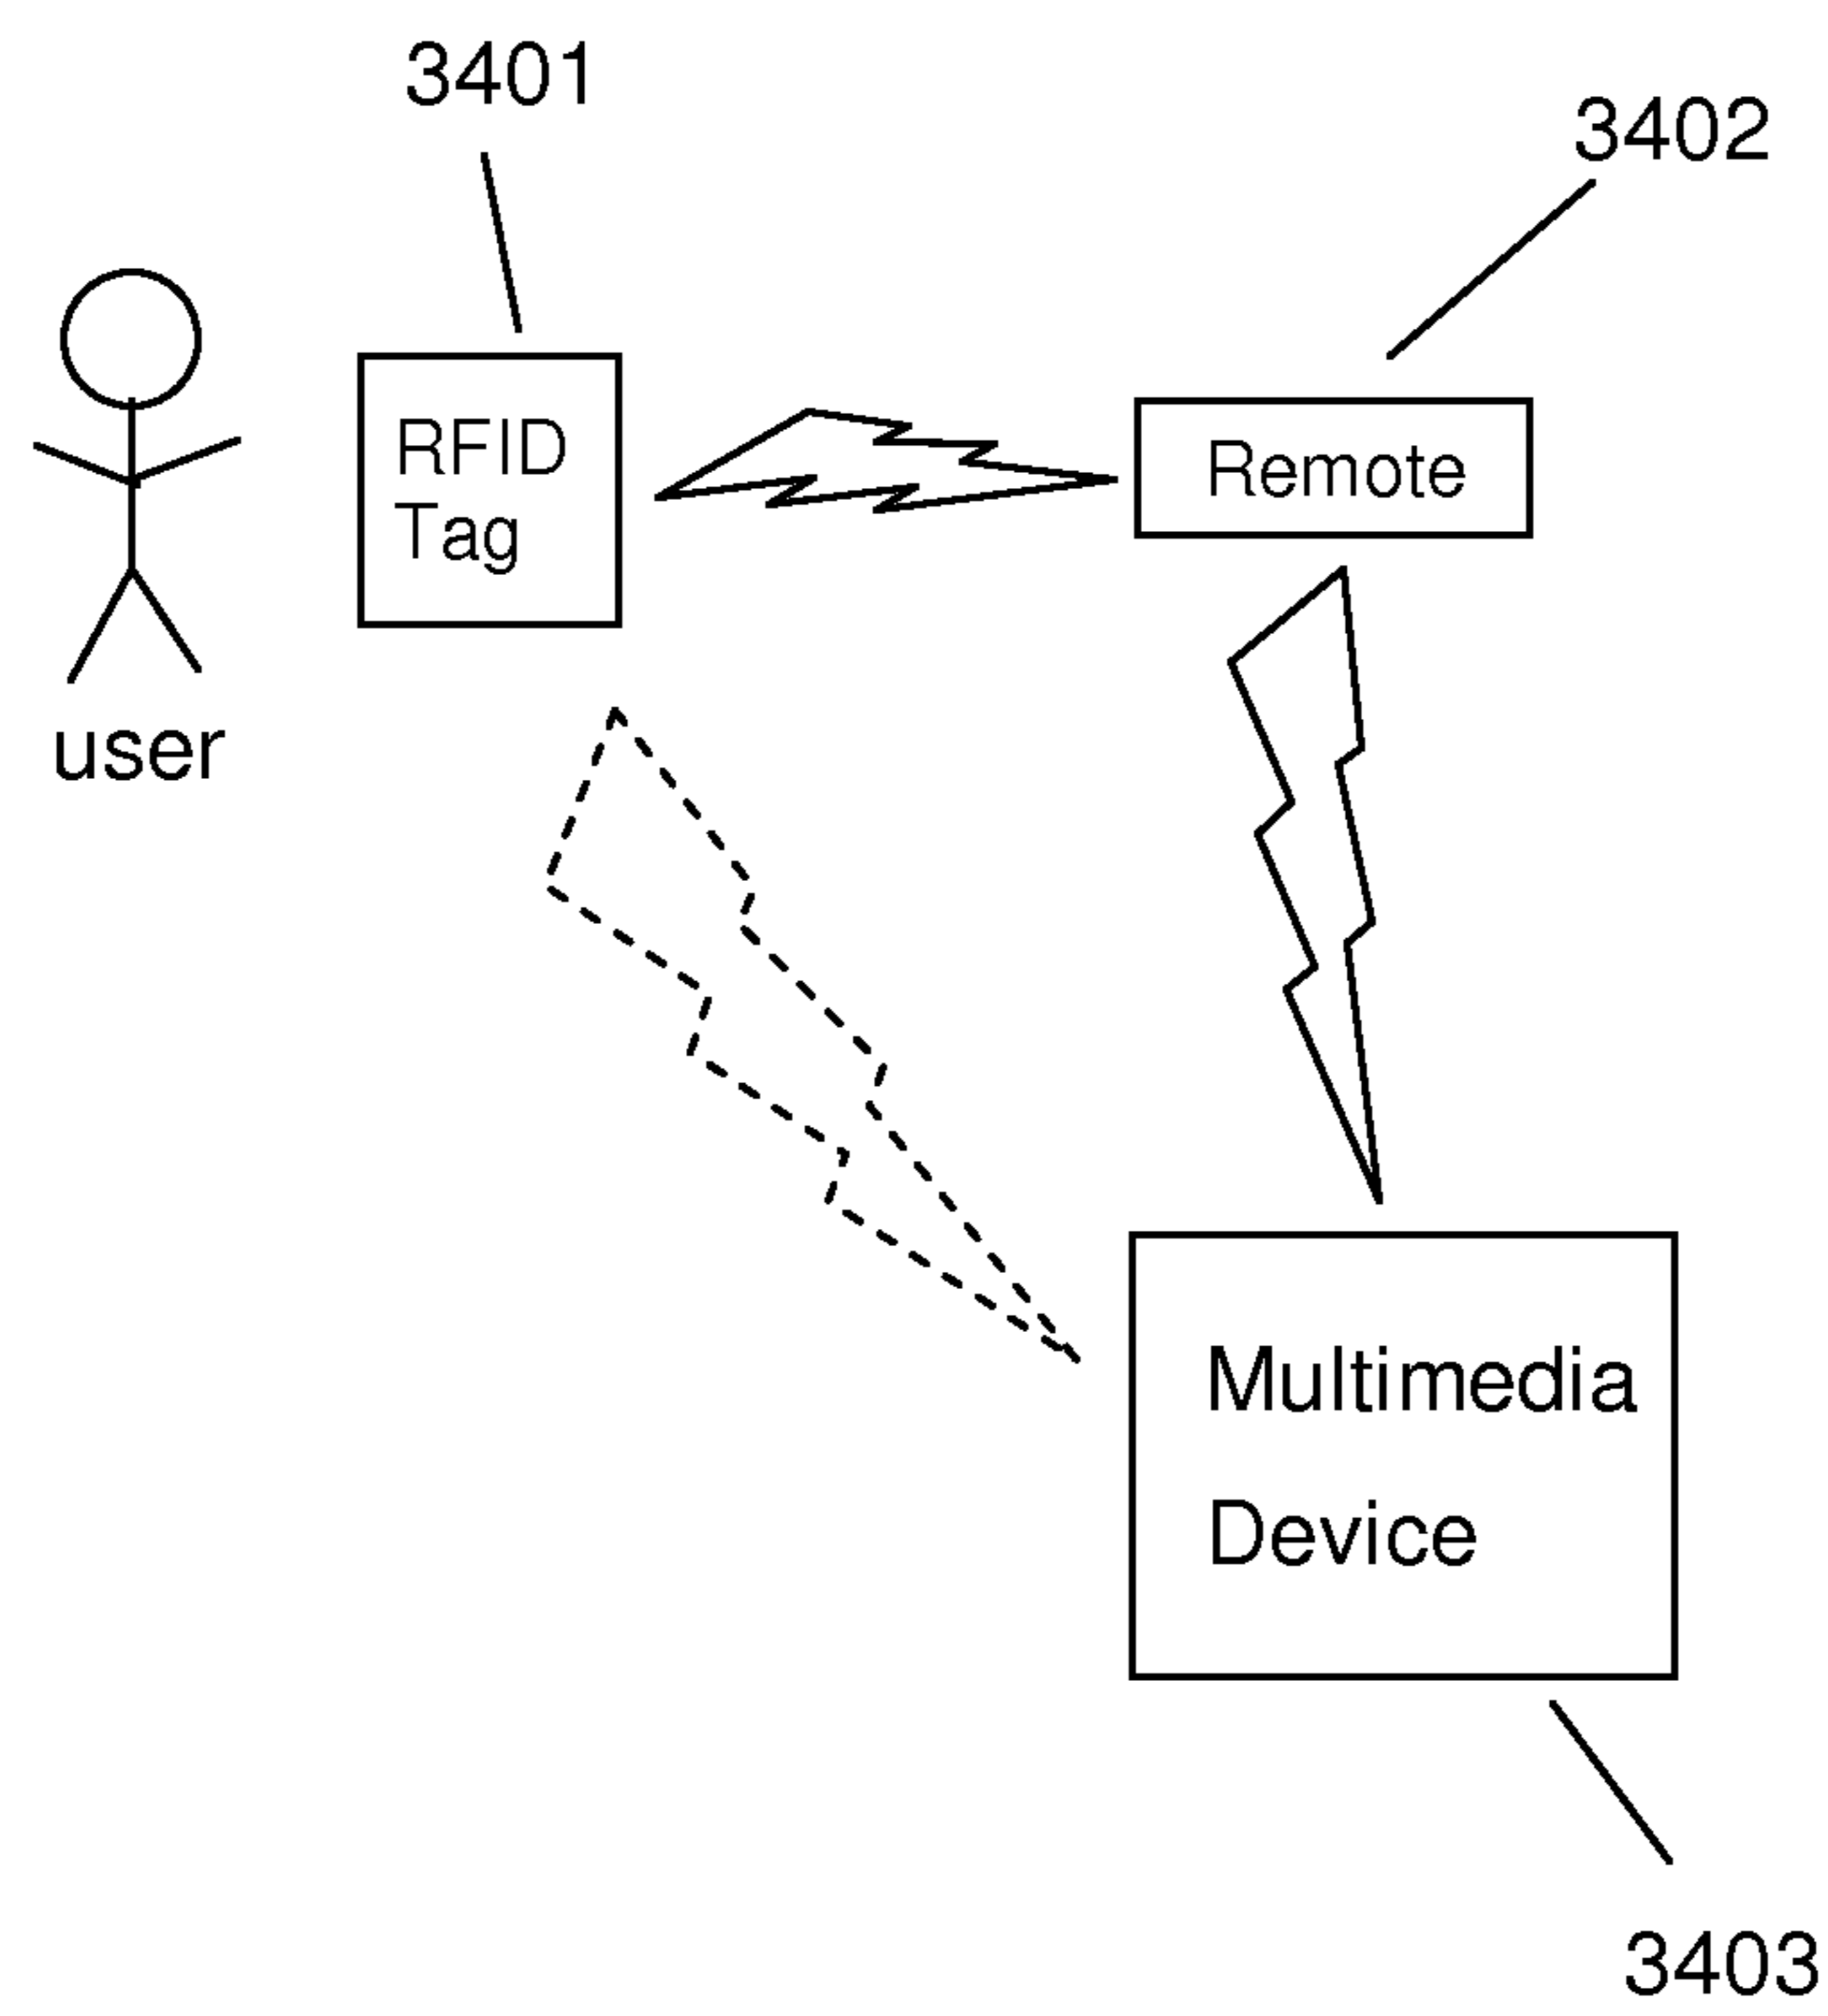 3401
3402
RFID
Tag
Remote
user
Multimedia
Device
3403